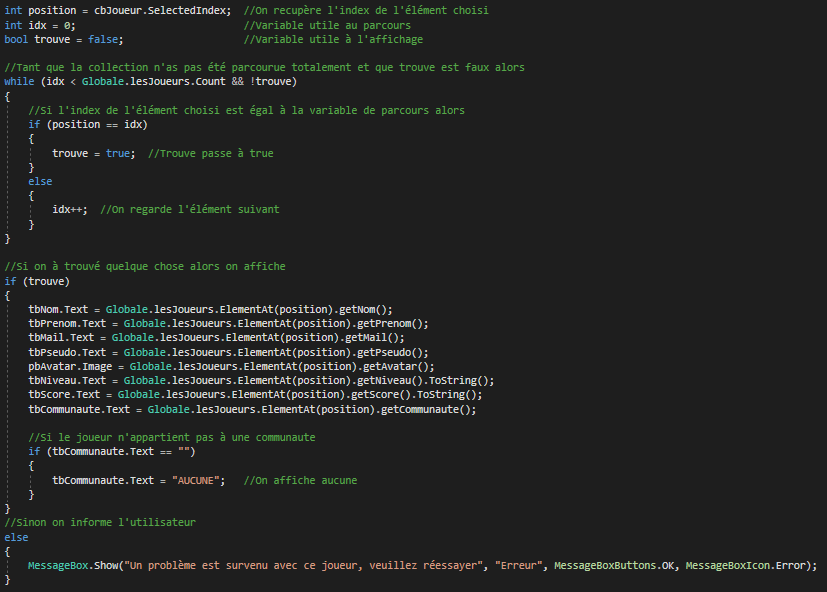 int position = cbJoueur.SelectedIndex;  //On recupère l'index de l'élément choisi
int idx = 0;                            //Variable utile au parcours
bool trouve = false;                    //Variable utile à l'affichage

//Tant que la collection n'as pas été parcourue totalement et que trouve est faux alors
while (idx < Globale.lesJoueurs.Count && !trouve)
{
    //Si l'index de l'élément choisi est égal à la variable de parcours alors
    if (position == idx)
    {
        trouve = true;  //Trouve passe à true
    }
    else
    {
        idx++;  //On regarde l'élément suivant
    }
}

//Si on à trouvé quelque chose alors on affiche
if (trouve)
{
    tbNom.Text = Globale.lesJoueurs.ElementAt(position).getNom();
    tbPrenom.Text = Globale.lesJoueurs.ElementAt(position).getPrenom();
    tbMail.Text = Globale.lesJoueurs.ElementAt(position).getMail();
    tbPseudo.Text = Globale.lesJoueurs.ElementAt(position).getPseudo();
    pbAvatar.Image = Globale.lesJoueurs.ElementAt(position).getAvatar();
    tbNiveau.Text = Globale.lesJoueurs.ElementAt(position).getNiveau().ToString();
    tbScore.Text = Globale.lesJoueurs.ElementAt(position).getScore().ToString();
    tbCommunaute.Text = Globale.lesJoueurs.ElementAt(position).getCommunaute();

    //Si le joueur n'appartient pas à une communaute
    if (tbCommunaute.Text == "")
    {
        tbCommunaute.Text = "AUCUNE";   //On affiche aucune
    }
}
//Sinon on informe l'utilisateur
else
{
    MessageBox.Show("Un problème est survenu avec ce joueur, veuillez réessayer", "Erreur", MessageBoxButtons.OK, MessageBoxIcon.Error);
}